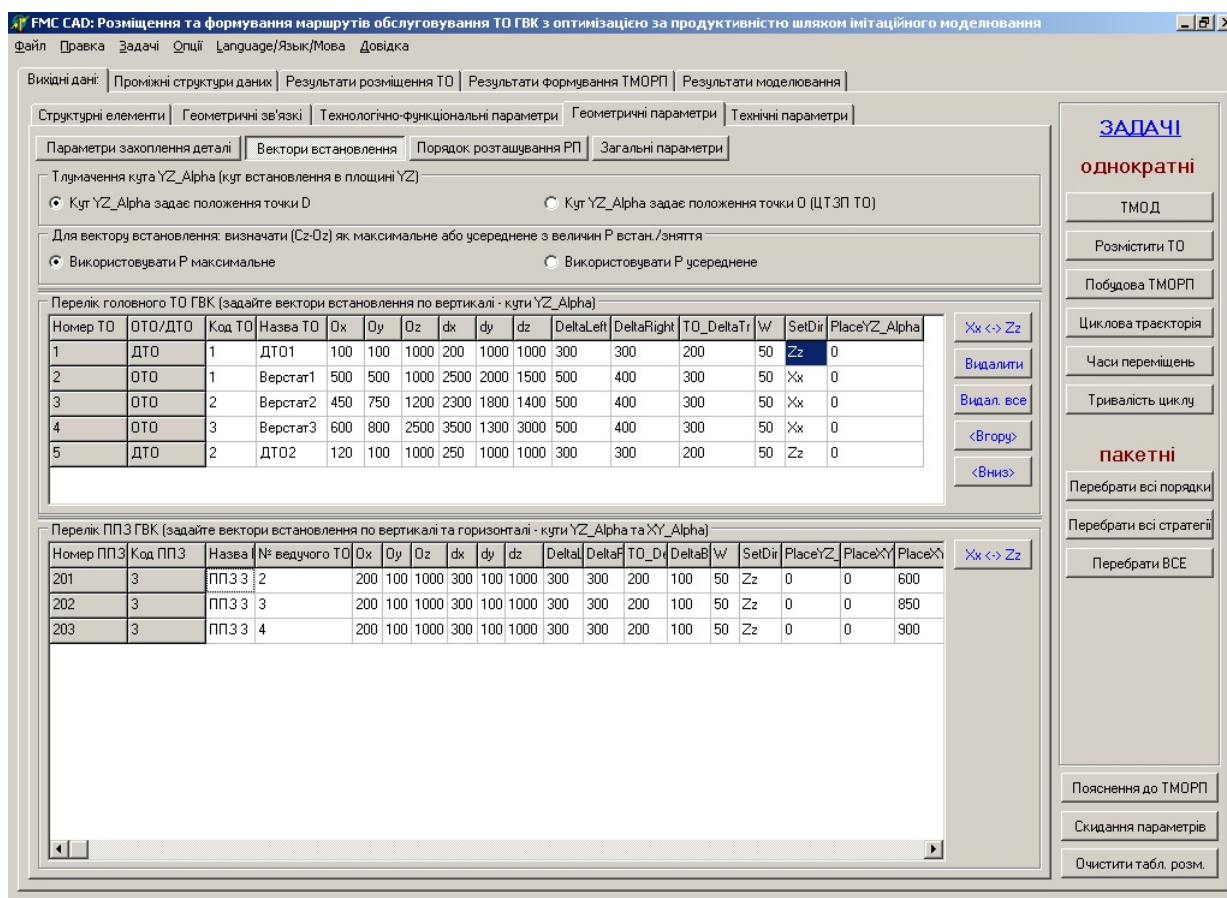 FMC CAD: Розміщення та формування маршрутів обслуговування ТО ГВК з оптимізацією за продуктивністю шляхом імітаційного моделювання
Файл Правка Задачі Опції Language/Язык/Мова Довідка
Вихідні дані: Проміжні структури даних Результати розміщення ТО Результати формування ТМОРП Результати моделювання
Структурні елементи Геометричні зв'язкі Технологічно-функціональні параметри Геометричні параметри Технічні параметри
Параметри захоплення деталі Вектори встановлення Порядок розташування РП Загальні параметри
Тлумачення кута YZ_Alpha (кут встановлення в площині YZ)
Кут YZ_Alpha задає положення точки D Кут YZ_Alpha задає положення точки O (ЦТ ЗП ТО)
Для вектору встановлення: визначати (Cz-Oz) як максимальне або усереднене з величин P встан./зняття
Використовувати P максимальне Використовувати P усереднене
Перелік головного ТО ГВК (задайте вектори встановлення по вертикалі - кути YZ_Alpha)
Номер ТО ОТО/ДТО Код ТО Назва ТО Ox Oy Oz dx dy dz DeltaLeft DeltaRight TO_DeltaTr W SetDir PlaceYZ_Alpha
1 ДТО 1 ДТО1 100 100 1000 200 1000 1000 300 300 200 50 Zz 0
2 ОТО 1 Верстат1 500 500 1000 2500 2000 1500 500 400 300 50 Xx 0
3 ОТО 2 Верстат2 450 750 1200 2300 1800 1400 500 400 300 50 Xx 0
4 ОТО 3 Верстат3 600 800 2500 3500 1300 3000 500 400 300 50 Xx 0
5 ДТО 2 ДТО2 120 100 1000 250 1000 1000 300 300 200 50 Zz 0
Xx <-> Zz
Видалити
Видал. все
<Вгору>
<Вниз>
Перелік ППЗ ГВК (задайте вектори встановлення по вертикалі та горизонталі - кути YZ_Alpha та XY_Alpha)
Номер ППЗ Код ППЗ Назва № ведучого ТО Ox Oy Oz dx dy dz DeltaL DeltaF TO_De DeltaB W SetDir PlaceYZ_ PlaceXY PlaceXY
201 3 ППЗ 3 2 200 100 1000 300 100 1000 300 300 200 100 50 Zz 0 0 600
202 3 ППЗ 3 3 200 100 1000 300 100 1000 300 300 200 100 50 Zz 0 0 850
203 3 ППЗ 3 4 200 100 1000 300 100 1000 300 300 200 100 50 Zz 0 0 900
Xx <-> Zz
ЗАДАЧІ
однократні
ТМОД
Розмістити ТО
Побудова ТМОРП
Циклова траєкторія
Часи переміщень
Тривалість циклу
пакетні
Перебрати всі порядки
Перебрати всі стратегії
Перебрати ВСЕ
Пояснення до ТМОРП
Скидання параметрів
Очистити табл. розм.